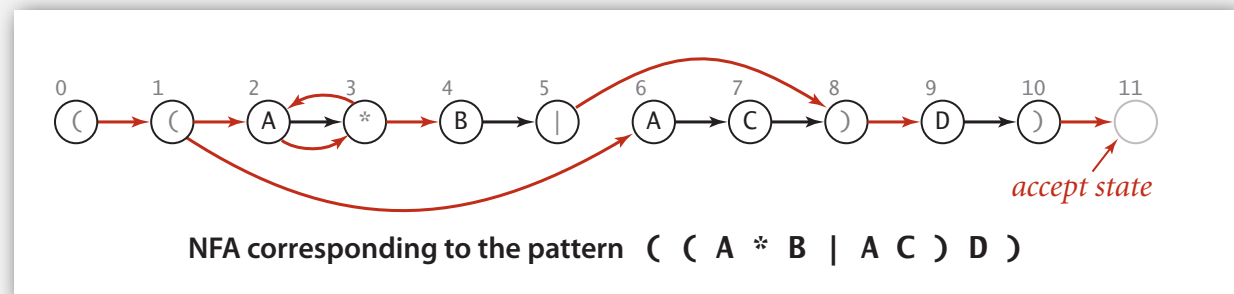 0 1 2 3 4 5 6 7 8 9 10 11
( ( A * B | A C ) D )
accept state
NFA corresponding to the pattern ( ( A * B | A C ) D )